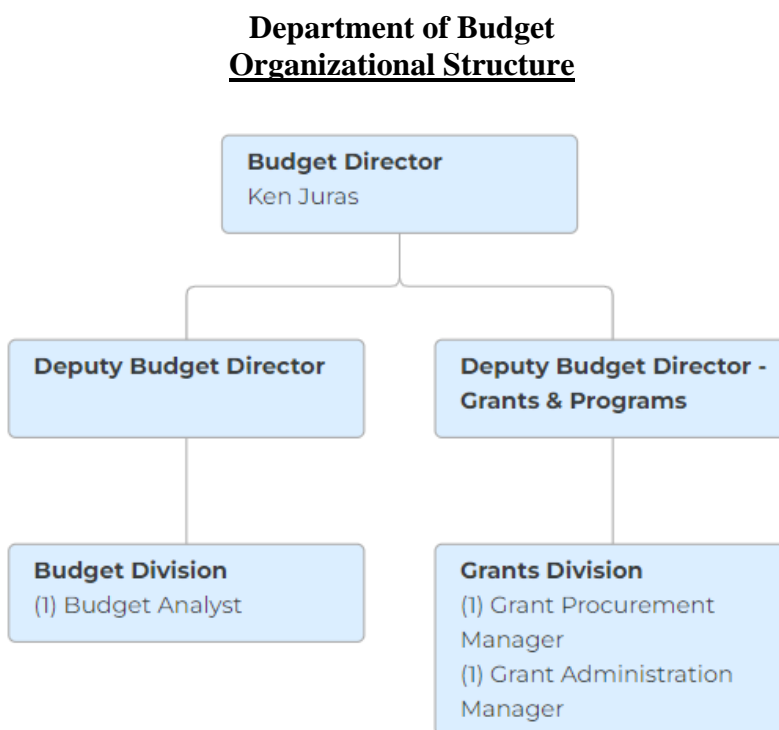 Department of Budget
Organizational Structure
Budget Director
Ken Juras
Deputy Budget Director
Deputy Budget Director -
Grants & Programs
Budget Division
(1) Budget Analyst
Grants Division
(1) Grant Procurement
Manager
(1) Grant Administration
Manager